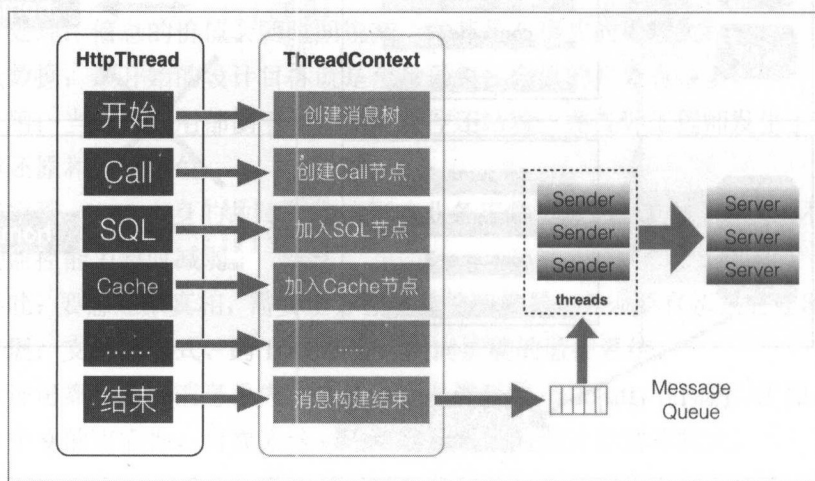 HttpThread
开始
Call
SQL
Cache
……
结束
ThreadContext
创建消息树
创建Call节点
加入SQL节点
加入Cache节点
……
消息构建结束
Sender
Sender
Sender
threads
Server
Server
Server
Message
Queue